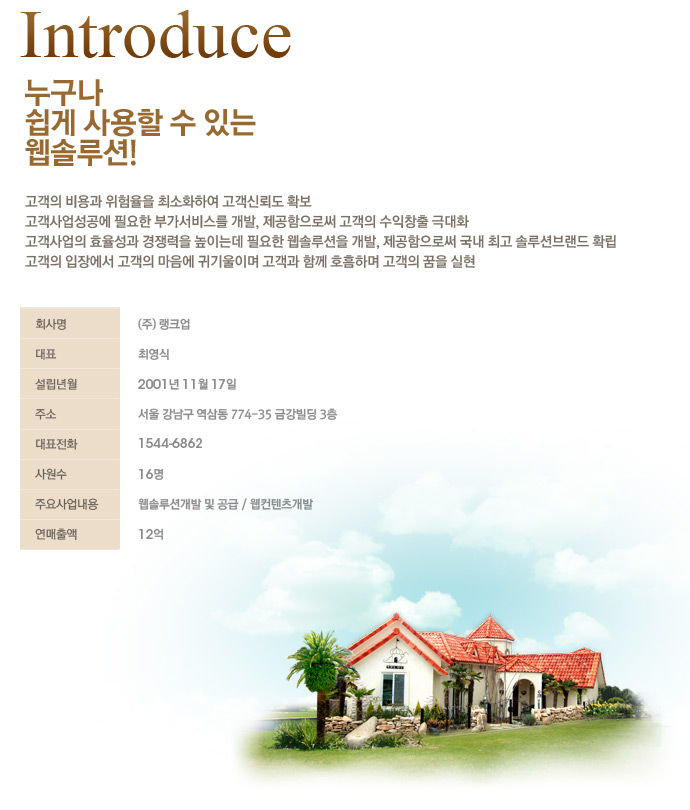 Introduce
누구나
쉽게 사용할 수 있는
웹솔루션!
고객의 비용과 위험율을 최소화하여 고객신뢰도 확보
고객사업성공에 필요한 부가서비스를 개발, 제공함으로써 고객의 수익창출 극대화
고객사업의 효율성과 경쟁력을 높이는데 필요한 웹솔루션을 개발, 제공함으로써 국내 최고 솔루션브랜드 확립
고객의 입장에서 고객의 마음에 귀기울이며 고객과 함께 호흡하며 고객의 꿈을 실현
회사명 (주) 랭크업
대표 최영식
설립년월 2001년 11월 17일
주소 서울 강남구 역삼동 774-35 금강빌딩 3층
대표전화 1544-6862
사원수 16명
주요사업내용 웹솔루션개발 및 공급 / 웹컨텐츠개발
연매출액 12억